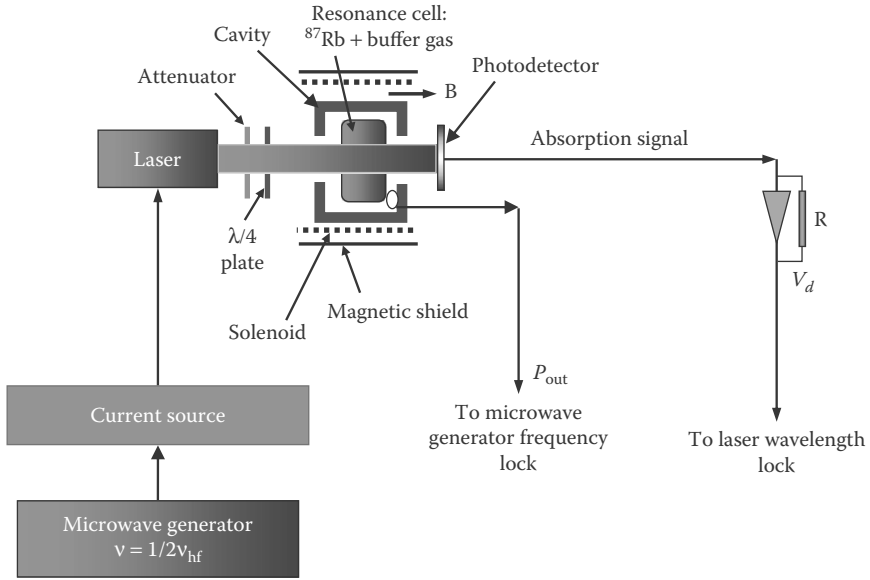 Resonance cell:
⁸⁷Rb + buffer gas
Cavity
Attenuator
B
Photodetector
Laser
Absorption signal
λ/4
plate
R
V_d
Solenoid
Magnetic shield
P_out
Current source
To microwave
generator frequency
lock
To laser wavelength
lock
Microwave generator
ν = 1/2ν_hf